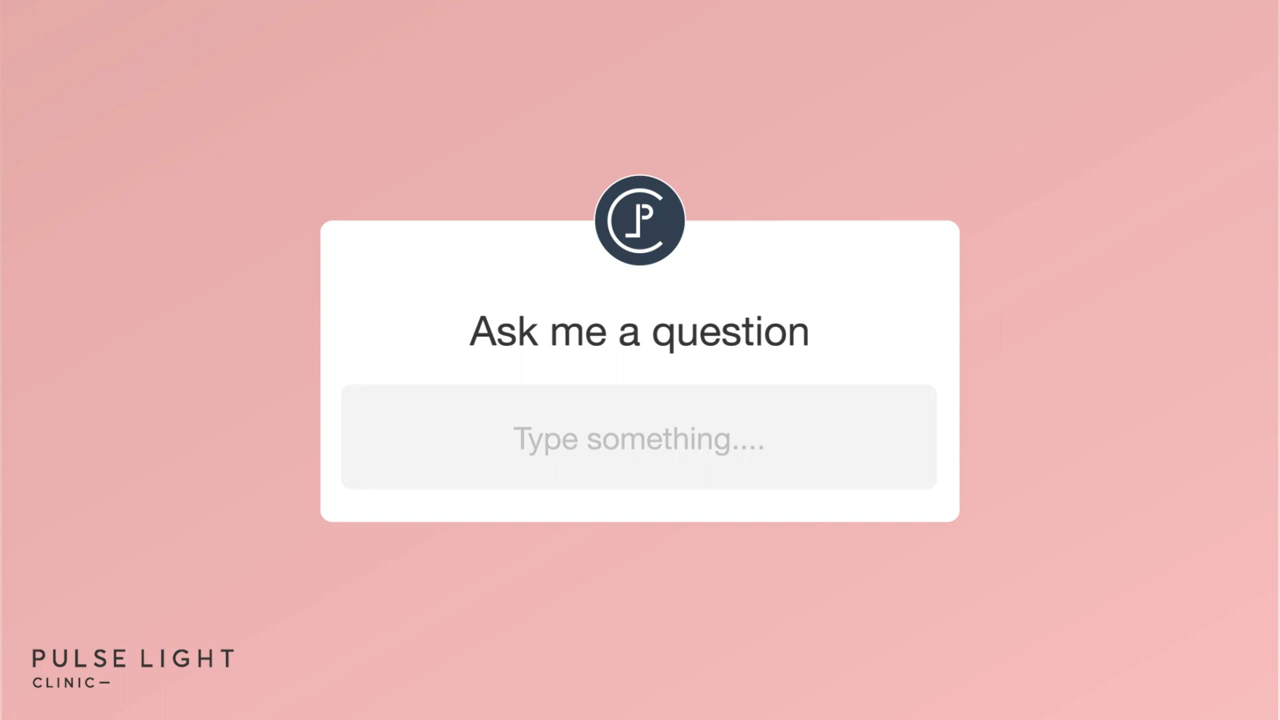 Ask me a question
Type something....
PULSE LIGHT
CLINIC—